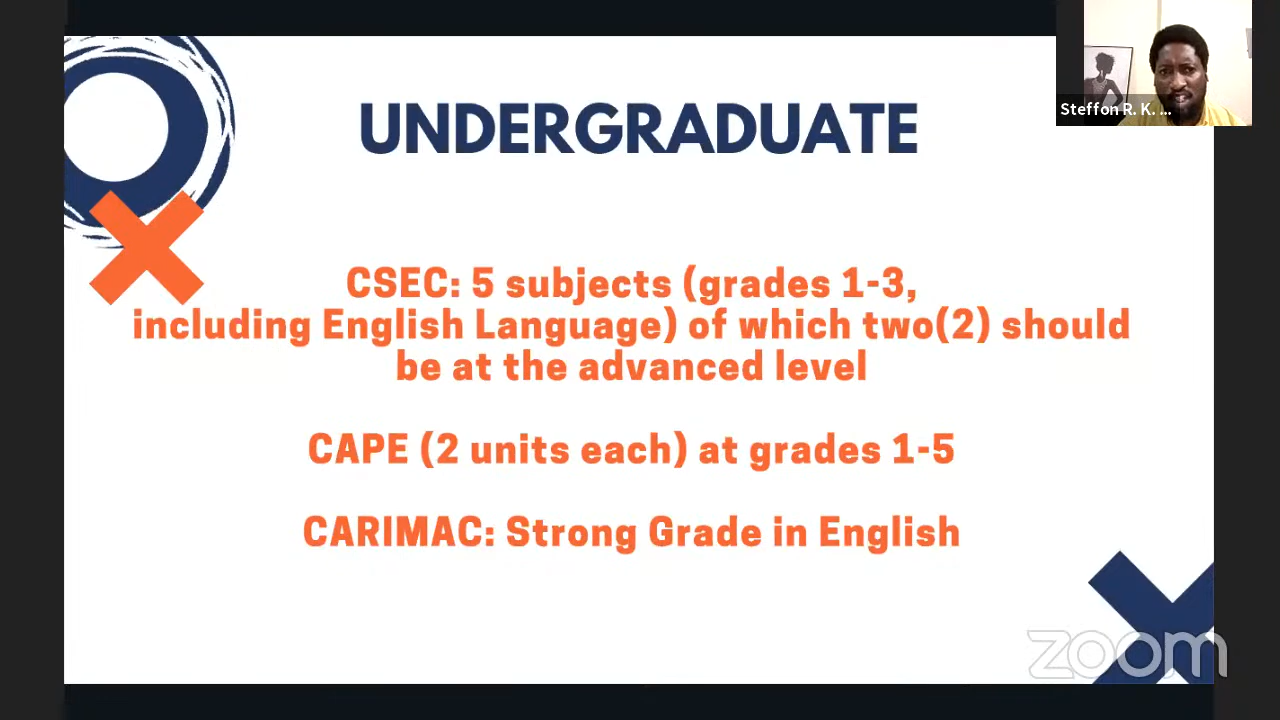 UNDERGRADUATE
Steffon R. K. ...
CSEC: 5 subjects (grades 1-3,
including English Language) of which two(2) should
be at the advanced level
CAPE (2 units each) at grades 1-5
CARIMAC: Strong Grade in English
zoom